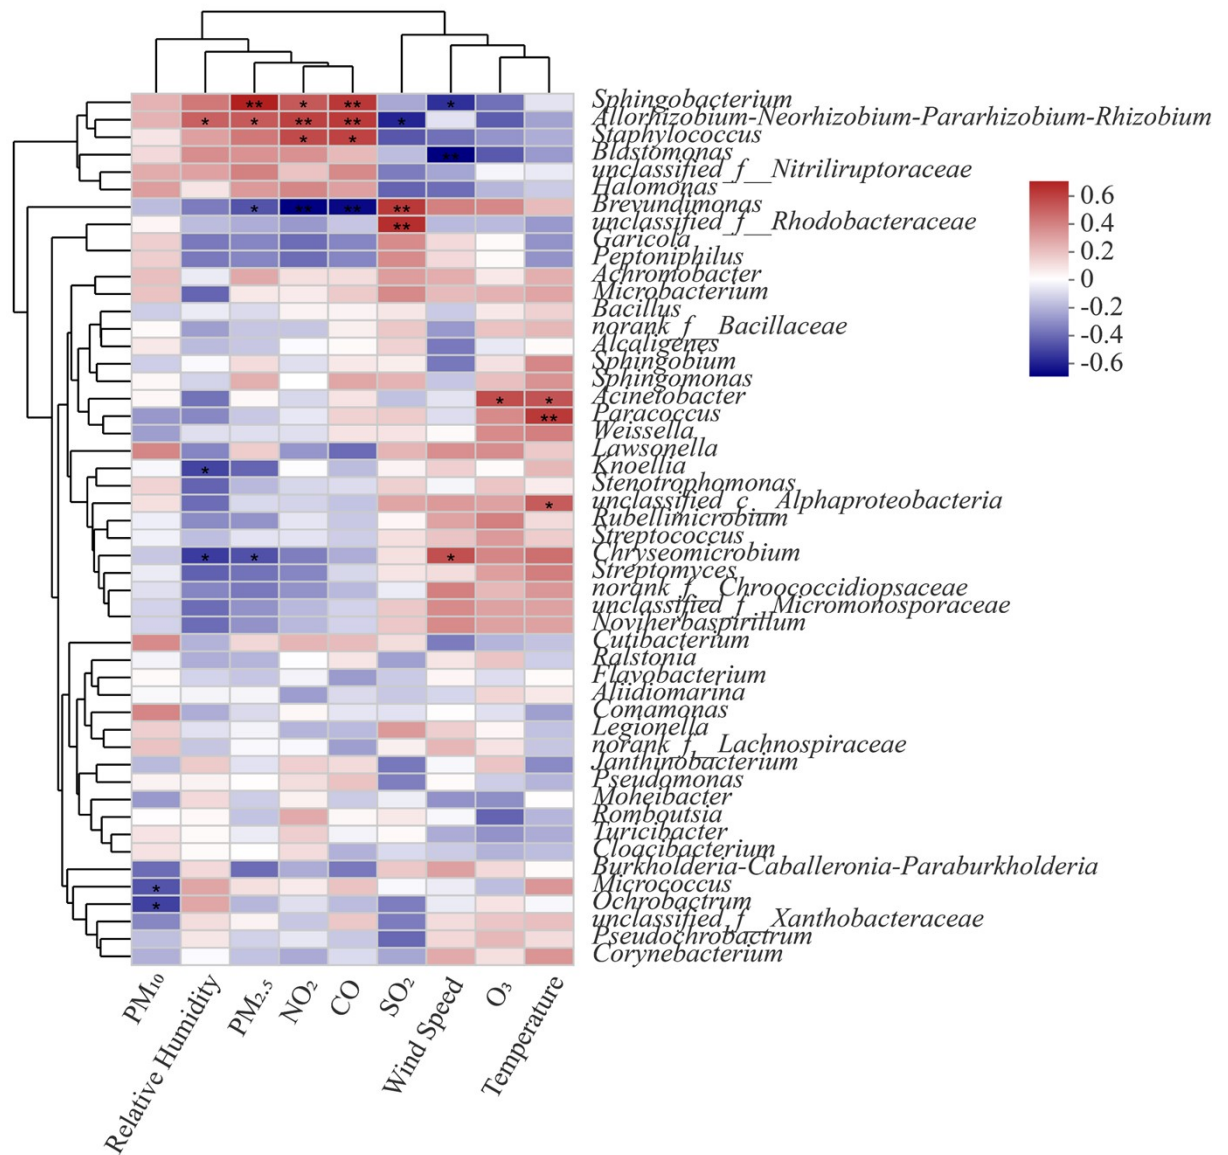 Sphingobacterium
Allorhizobium-Neorhizobium-Pararhizobium-Rhizobium
Staphylococcus
Blastomonas
unclassified_f__Nitriliruptoraceae
Halomonas
Brevundimonas
unclassified_f__Rhodobacteraceae
Garicola
Peptoniphilus
Achromobacter
Microbacterium
Bacillus
norank_f__Bacillaceae
Alcaligenes
Sphingobium
Sphingomonas
Acinetobacter
Paracoccus
Weissella
Lawsonella
Knoellia
Stenotrophomonas
unclassified_c__Alphaproteobacteria
Rubellimicrobium
Streptococcus
Chryseomicrobium
Streptomyces
norank_f__Chroococcidiopsaceae
unclassified_f__Micromonosporaceae
Noviherbaspirillum
Cutibacterium
Ralstonia
Flavobacterium
Aliidiomarina
Comamonas
Legionella
norank_f__Lachnospiraceae
Janthinobacterium
Pseudomonas
Moheibacter
Romboutsia
Turicibacter
Cloacibacterium
Burkholderia-Caballeronia-Paraburkholderia
Micrococcus
Ochrobactrum
unclassified_f__Xanthobacteraceae
Pseudochrobactrum
Corynebacterium
0.6
0.4
0.2
0
-0.2
-0.4
-0.6
** * ** *
* * ** ** *
* *
**
* ** ** **
**
* *
**
*
*
* * *
*
*
PM₁₀
Relative Humidity
PM₂.₅
NO₂
CO
SO₂
Wind Speed
O₃
Temperature